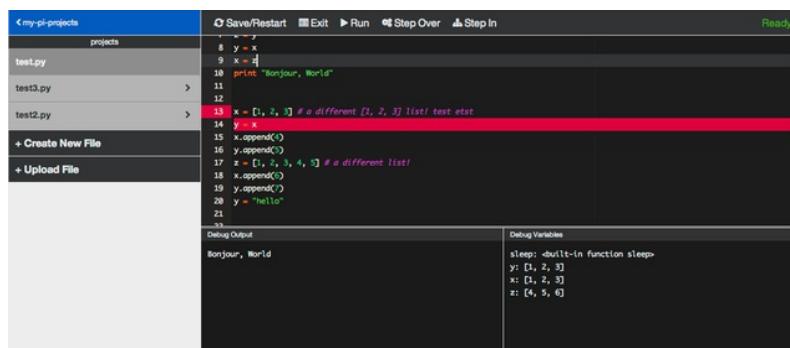 <my-pi-projects
Save/Restart Exit Run Step Over Step In Ready
projects
test.py
test3.py >
test2.py >
+ Create New File
+ Upload File
8 y = x
9 x = z
10 print "Bonjour, World"
11
12
13 x = [1, 2, 3] # a different [1, 2, 3] list! test etst
14 y = x
15 x.append(4)
16 y.append(5)
17 z = [1, 2, 3, 4, 5] # a different list!
18 x.append(6)
19 y.append(7)
20 y = "hello"
21
Debug Output
Bonjour, World
Debug Variables
sleep: <built-in function sleep>
y: [1, 2, 3]
x: [1, 2, 3]
z: [4, 5, 6]